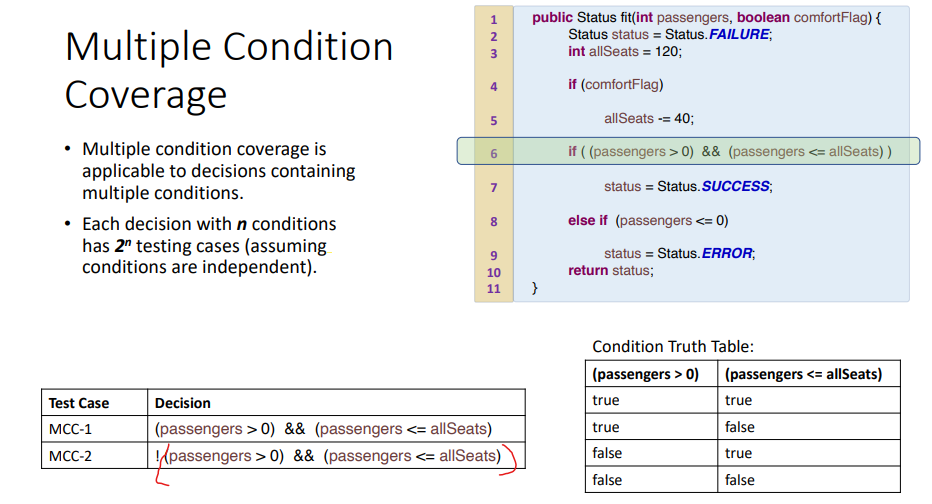 Multiple Condition
Coverage
• Multiple condition coverage is
applicable to decisions containing
multiple conditions.
• Each decision with n conditions
has 2ⁿ testing cases (assuming
conditions are independent).
1 public Status fit(int passengers, boolean comfortFlag) {
2 Status status = Status.FAILURE;
3 int allSeats = 120;
4 if (comfortFlag)
5 allSeats -= 40;
6 if ( (passengers > 0) && (passengers <= allSeats) )
7 status = Status.SUCCESS;
8 else if (passengers <= 0)
9 status = Status.ERROR;
10 return status;
11 }
Test Case Decision
MCC-1 (passengers > 0) && (passengers <= allSeats)
MCC-2 !(passengers > 0) && (passengers <= allSeats)
Condition Truth Table:
(passengers > 0) (passengers <= allSeats)
true true
true false
false true
false false